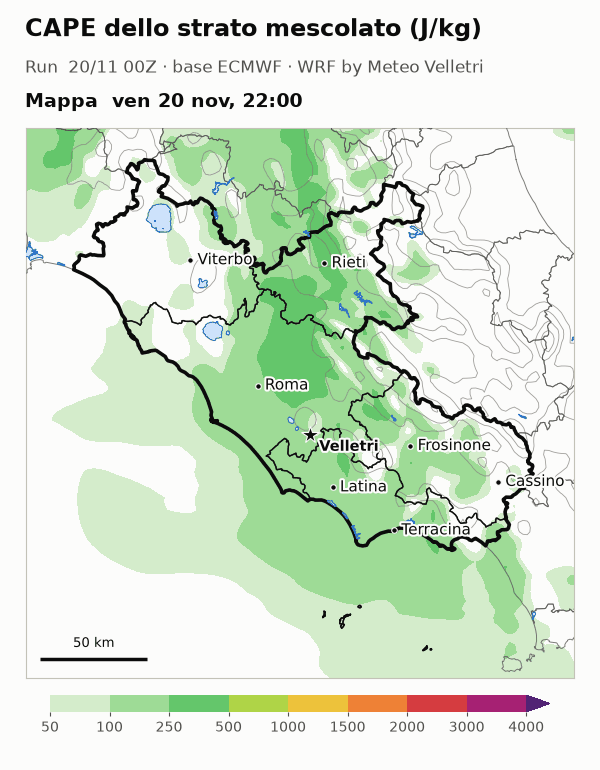 CAPE dello strato mescolato (J/kg)
Run  20/11 00Z · base ECMWF · WRF by Meteo Velletri
Mappa  ven 20 nov, 22:00
Viterbo
Rieti
Roma
Velletri
Frosinone
Latina
Cassino
Terracina
50 km
50 100 250 500 1000 1500 2000 3000 4000